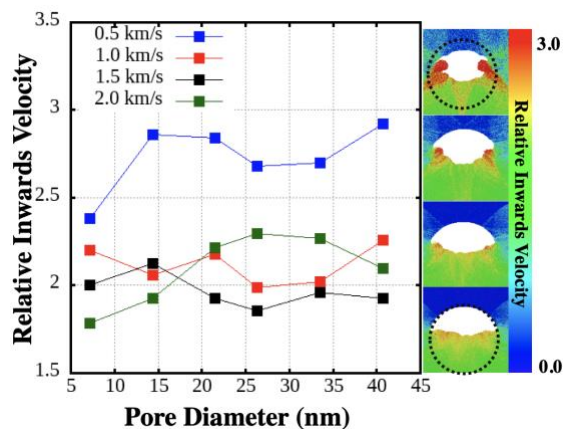 3.5
3
2.5
2
1.5
5
10
15
20
25
30
35
40
45
Relative Inwards Velocity
Pore Diameter (nm)
0.5 km/s
1.0 km/s
1.5 km/s
2.0 km/s
3.0
Relative Inwards Velocity
0.0